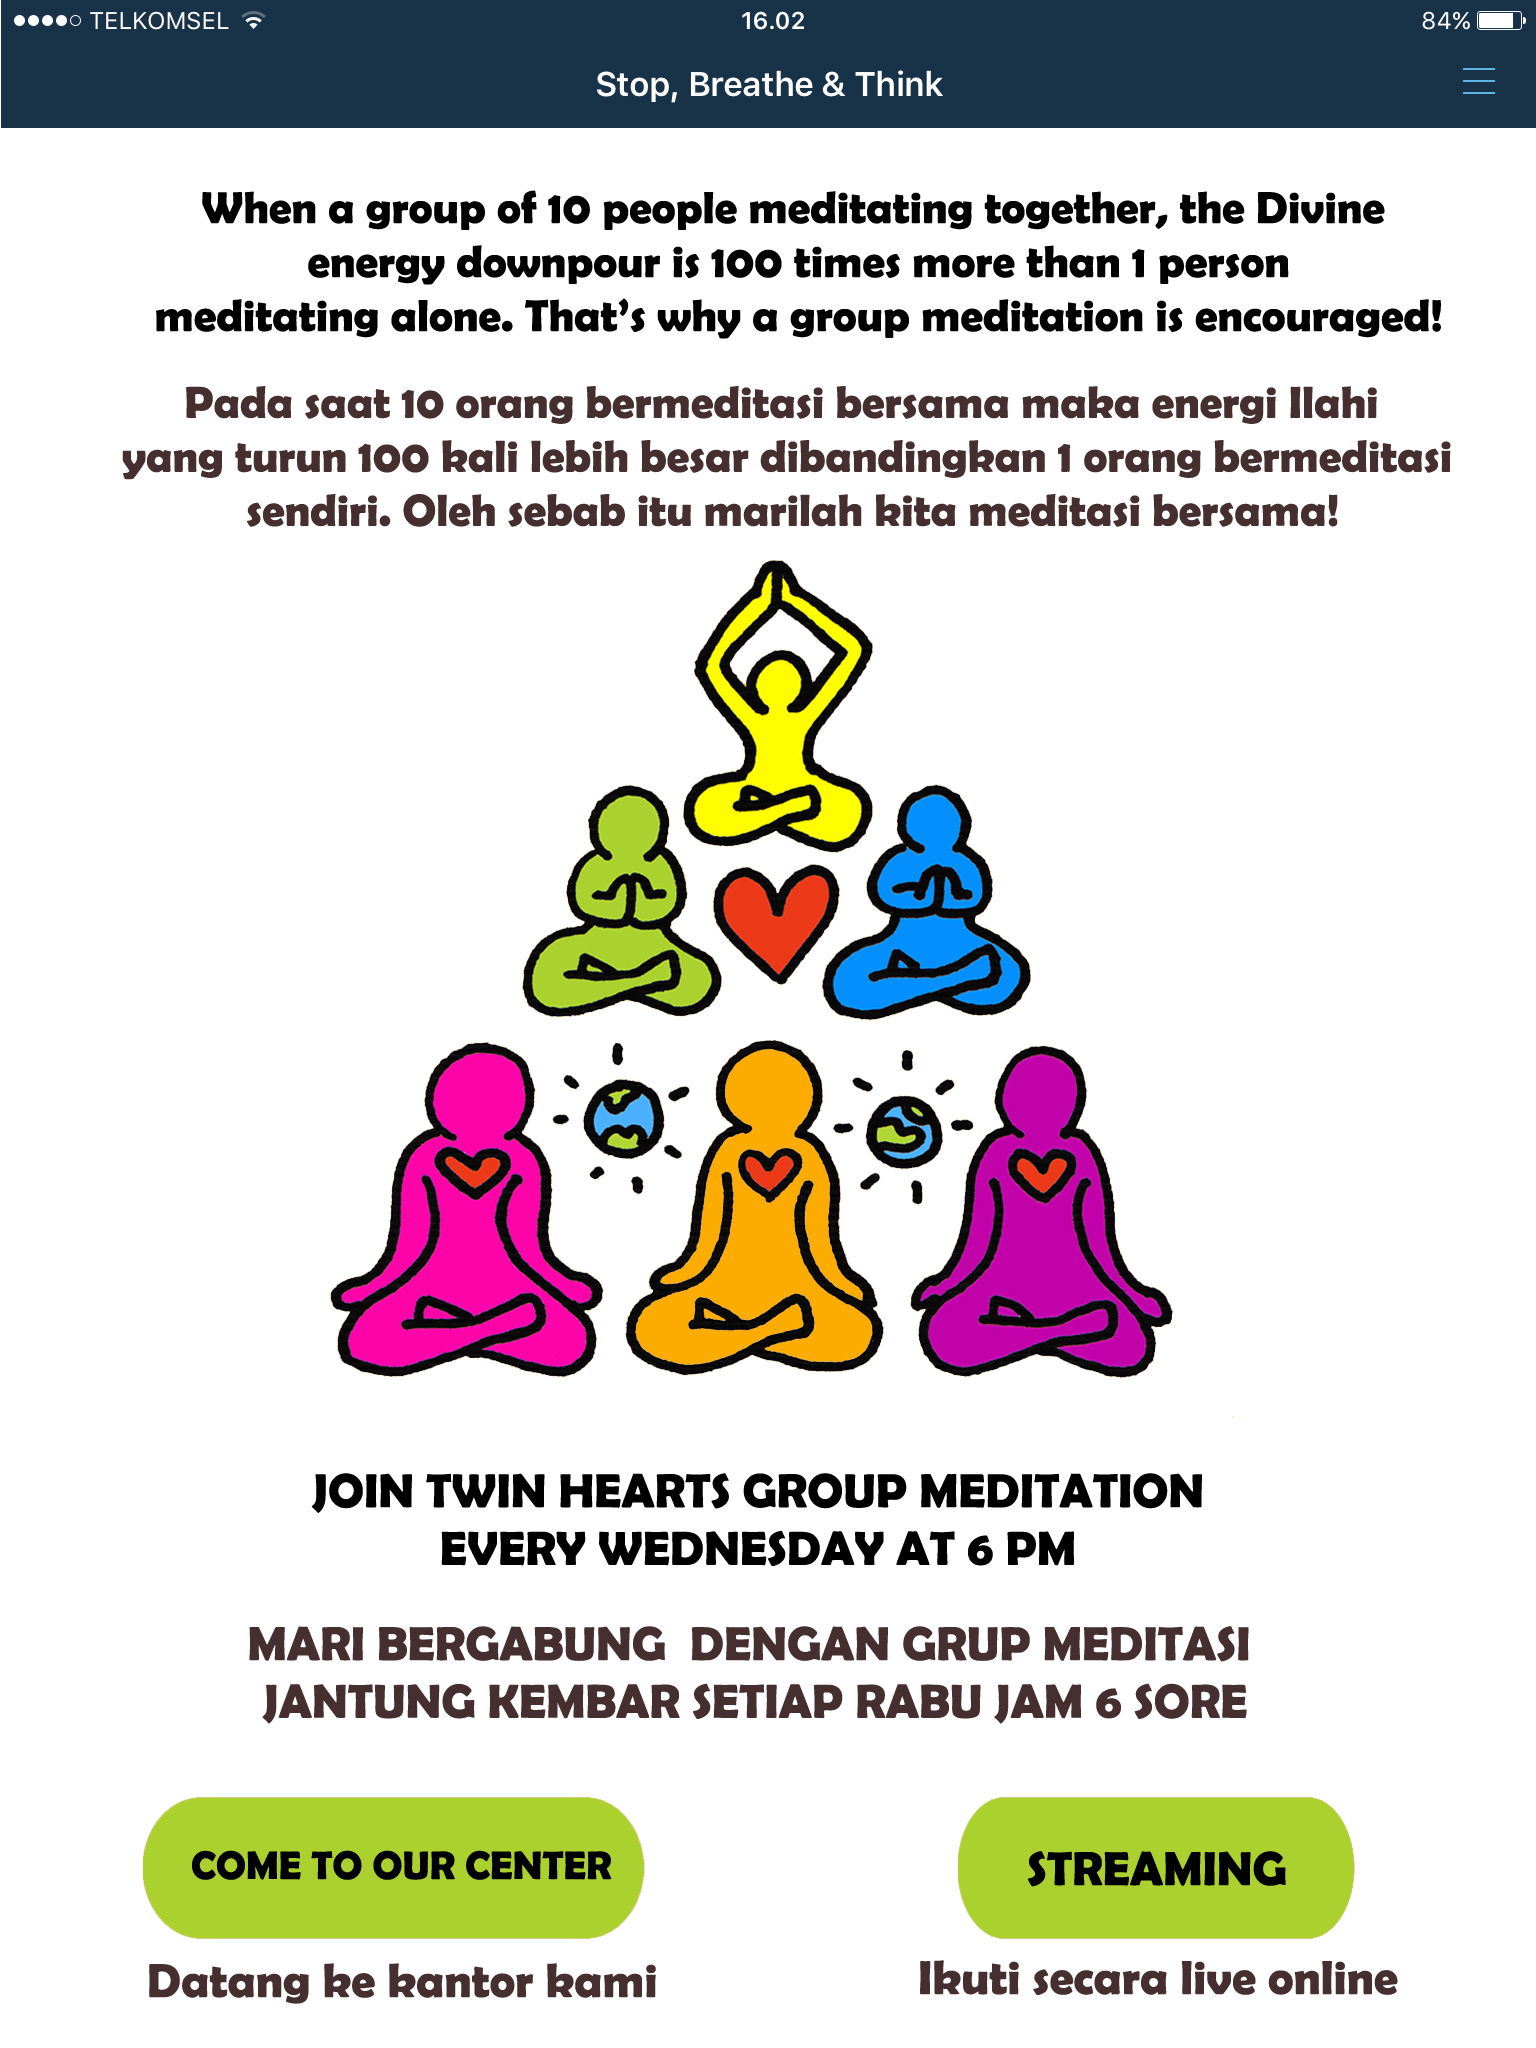 TELKOMSEL 16.02 84%
Stop, Breathe & Think
When a group of 10 people meditating together, the Divine
energy downpour is 100 times more than 1 person
meditating alone. That's why a group meditation is encouraged!
Pada saat 10 orang bermeditasi bersama maka energi Ilahi
yang turun 100 kali lebih besar dibandingkan 1 orang bermeditasi
sendiri. Oleh sebab itu marilah kita meditasi bersama!
JOIN TWIN HEARTS GROUP MEDITATION
EVERY WEDNESDAY AT 6 PM
MARI BERGABUNG DENGAN GRUP MEDITASI
JANTUNG KEMBAR SETIAP RABU JAM 6 SORE
COME TO OUR CENTER
Datang ke kantor kami
STREAMING
Ikuti secara live online